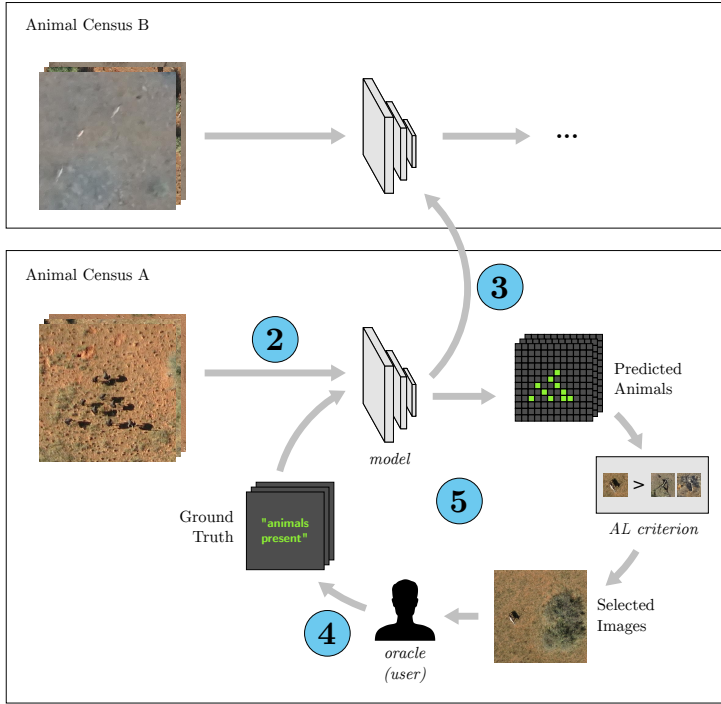 Animal Census B
...
3
Animal Census A
2
Predicted
Animals
model
>
AL criterion
5
Ground
Truth
"animals
present"
4
Selected
Images
oracle
(user)